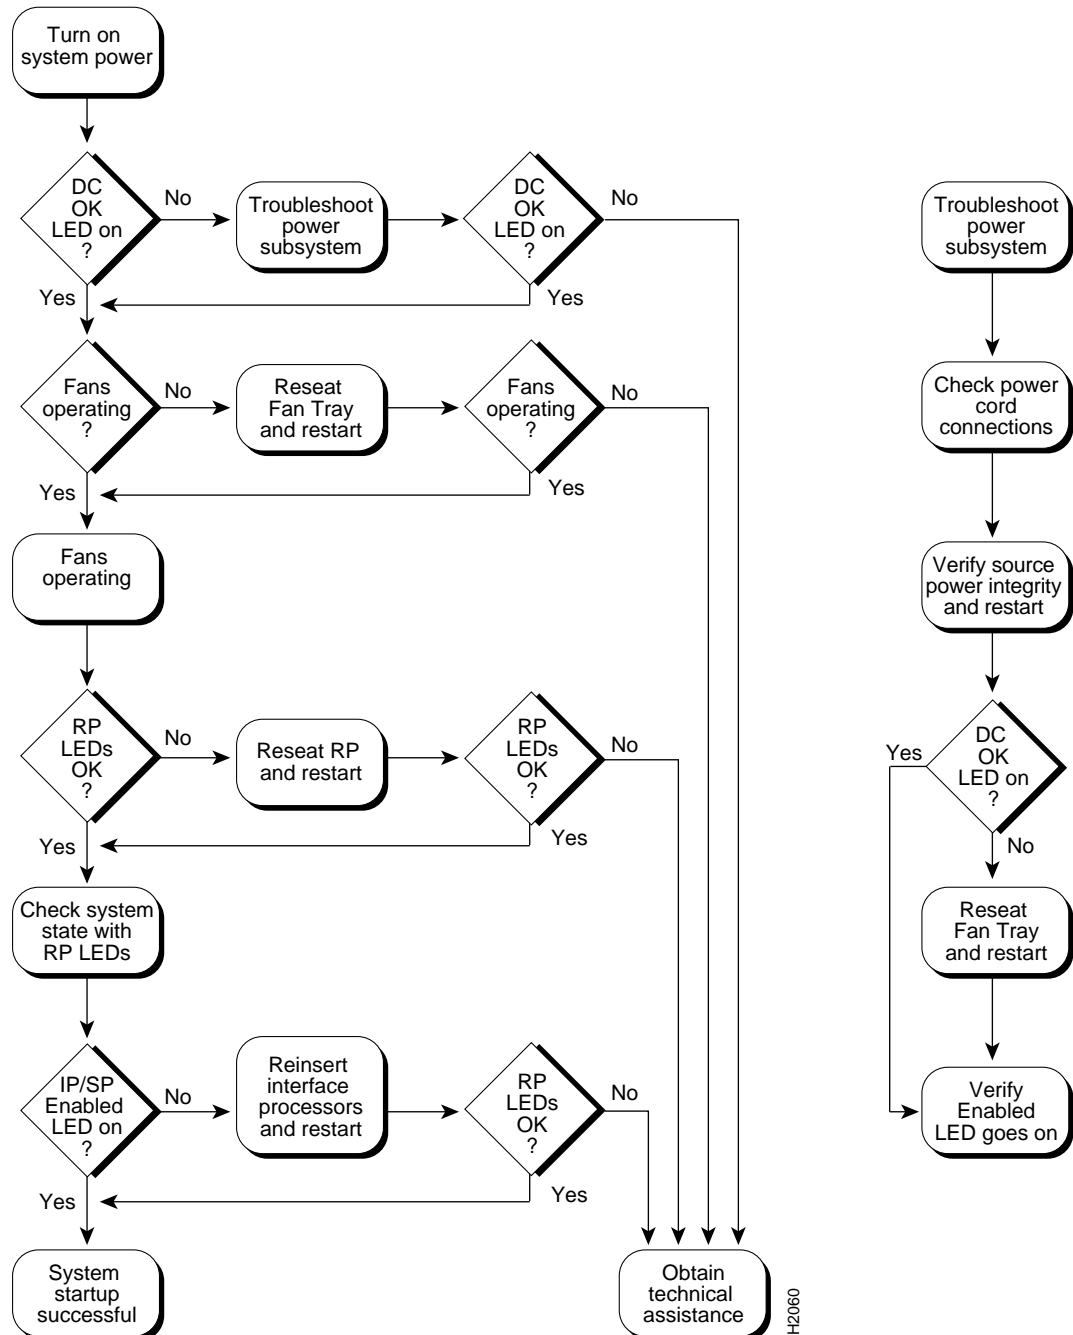 Turn on
system power
DC
OK
LED on
?
No
Troubleshoot
power
subsystem
DC
OK
LED on
?
No
Yes
Yes
Fans
operating
?
No
Reseat
Fan Tray
and restart
Fans
operating
?
No
Yes
Yes
Fans
operating
RP
LEDs
OK
?
No
Reseat RP
and restart
RP
LEDs
OK
?
No
Yes
Yes
Check system
state with
RP LEDs
IP/SP
Enabled
LED on
?
No
Reinsert
interface
processors
and restart
RP
LEDs
OK
?
No
Yes
Yes
System
startup
successful
Obtain
technical
assistance
H2060
Troubleshoot
power
subsystem
Check power
cord
connections
Verify source
power integrity
and restart
DC
OK
LED on
?
Yes
No
Reseat
Fan Tray
and restart
Verify
Enabled
LED goes on